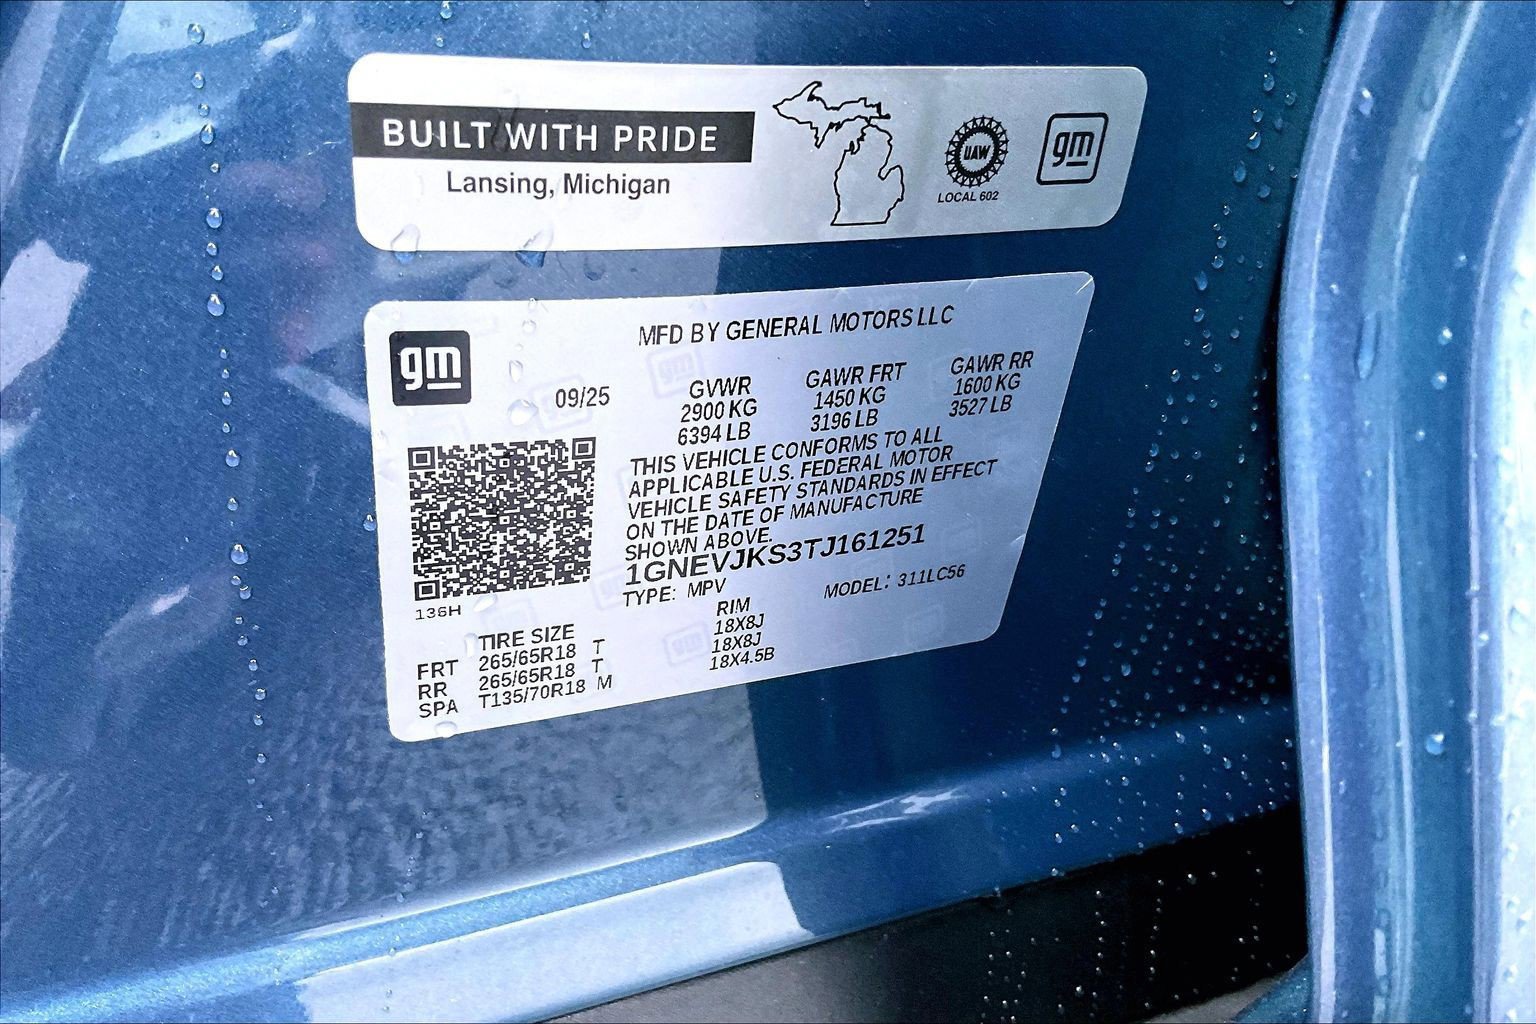 BUILT WITH PRIDE
Lansing, Michigan
UAW
LOCAL 602
gm
gm
MFD BY GENERAL MOTORS LLC
09/25
GVWR GAWR FRT GAWR RR
2900 KG 1450 KG 1600 KG
6394 LB 3196 LB 3527 LB
THIS VEHICLE CONFORMS TO ALL
APPLICABLE U.S. FEDERAL MOTOR
VEHICLE SAFETY STANDARDS IN EFFECT
ON THE DATE OF MANUFACTURE
SHOWN ABOVE.
1GNEVJKS3TJ161251
TYPE: MPV MODEL: 311LC56
136H
TIRE SIZE RIM
FRT 265/65R18 T 18X8J
RR 265/65R18 T 18X8J
SPA T135/70R18 M 18X4.5B